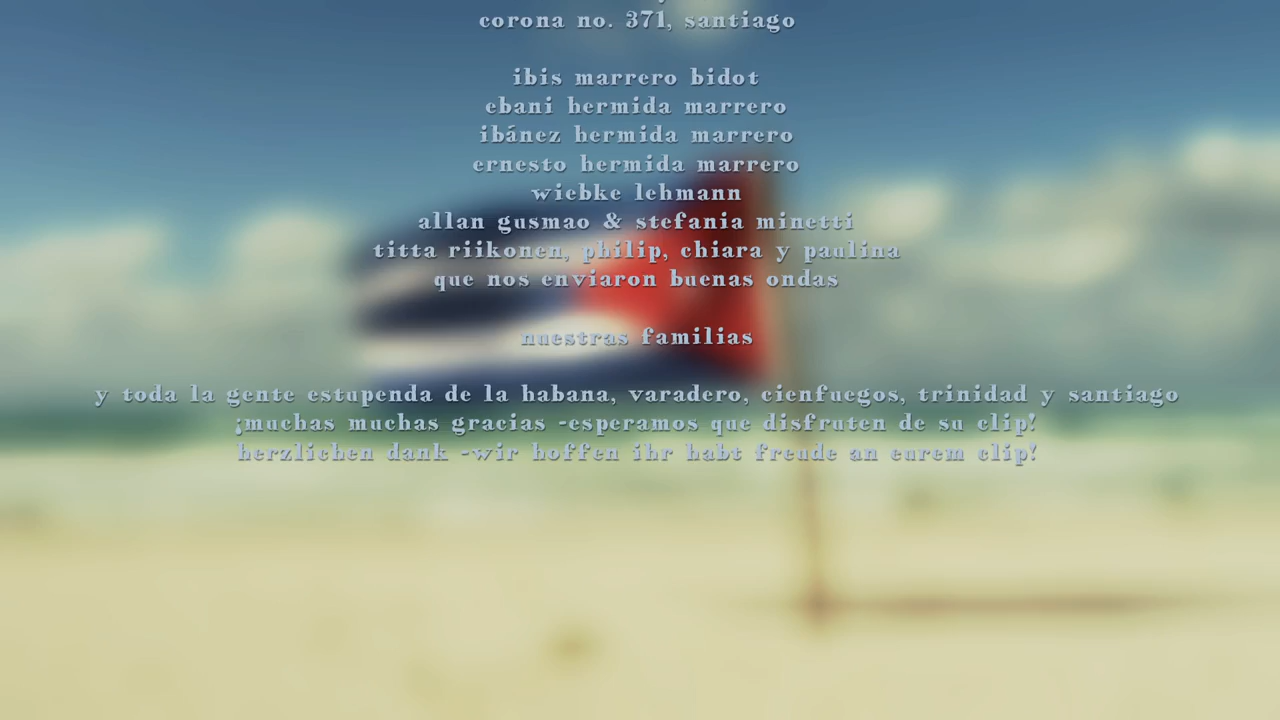 corona no. 371, santiago
ibis marrero bidot
ebani hermida marrero
ibánez hermida marrero
ernesto hermida marrero
wiebke lehmann
allan gusmao & stefania minetti
titta riikonen, philip, chiara y paulina
que nos enviaron buenas ondas
nuestras familias
y toda la gente estupenda de la habana, varadero, cienfuegos, trinidad y santiago
¡muchas muchas gracias -esperamos que disfruten de su clip!
herzlichen dank -wir hoffen ihr habt freude an eurem clip!